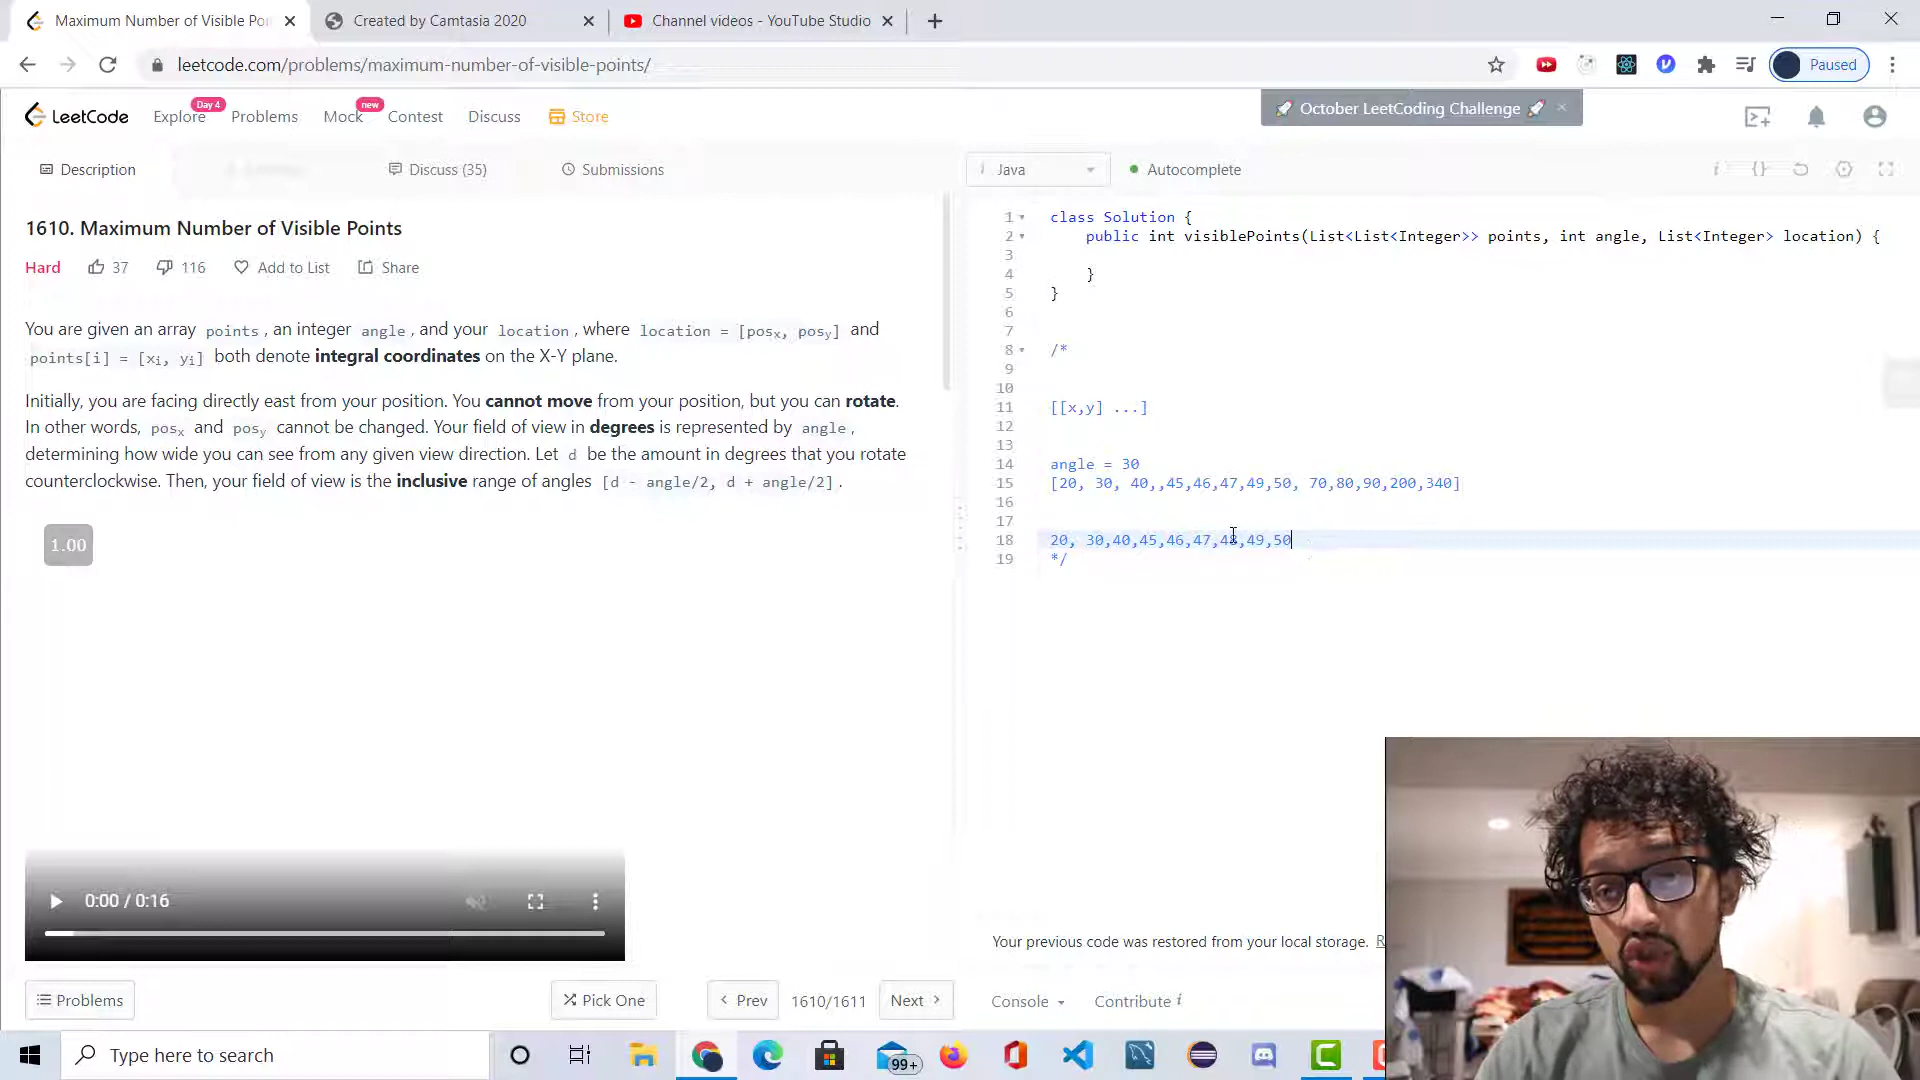 Maximum Number of Visible Poi
Created by Camtasia 2020
Channel videos - YouTube Studio
leetcode.com/problems/maximum-number-of-visible-points/
Paused
LeetCode
Explore
Day 4
Problems
Mock
new
Contest
Discuss
Store
🚀 October LeetCoding Challenge 🚀 ×
Description
Discuss (35)
Submissions
i Java
Autocomplete
i {}
1610. Maximum Number of Visible Points
Hard 37 116 Add to List Share
You are given an array points, an integer angle, and your location, where location = [posx, posy] and
points[i] = [xi, yi] both denote integral coordinates on the X-Y plane.
Initially, you are facing directly east from your position. You cannot move from your position, but you can rotate.
In other words, posx and posy cannot be changed. Your field of view in degrees is represented by angle,
determining how wide you can see from any given view direction. Let d be the amount in degrees that you rotate
counterclockwise. Then, your field of view is the inclusive range of angles [d - angle/2, d + angle/2].
1.00
0:00 / 0:16
1 class Solution {
2 public int visiblePoints(List<List<Integer>> points, int angle, List<Integer> location) {
3
4 }
5 }
6
7
8 /*
9
10
11 [[x,y] ...]
12
13
14 angle = 30
15 [20, 30, 40,,45,46,47,49,50, 70,80,90,200,340]
16
17
18 20, 30,40,45,46,47,48,49,50
19 */
Your previous code was restored from your local storage. R
Problems
Pick One
< Prev
1610/1611
Next >
Console
Contribute i
Type here to search
99+